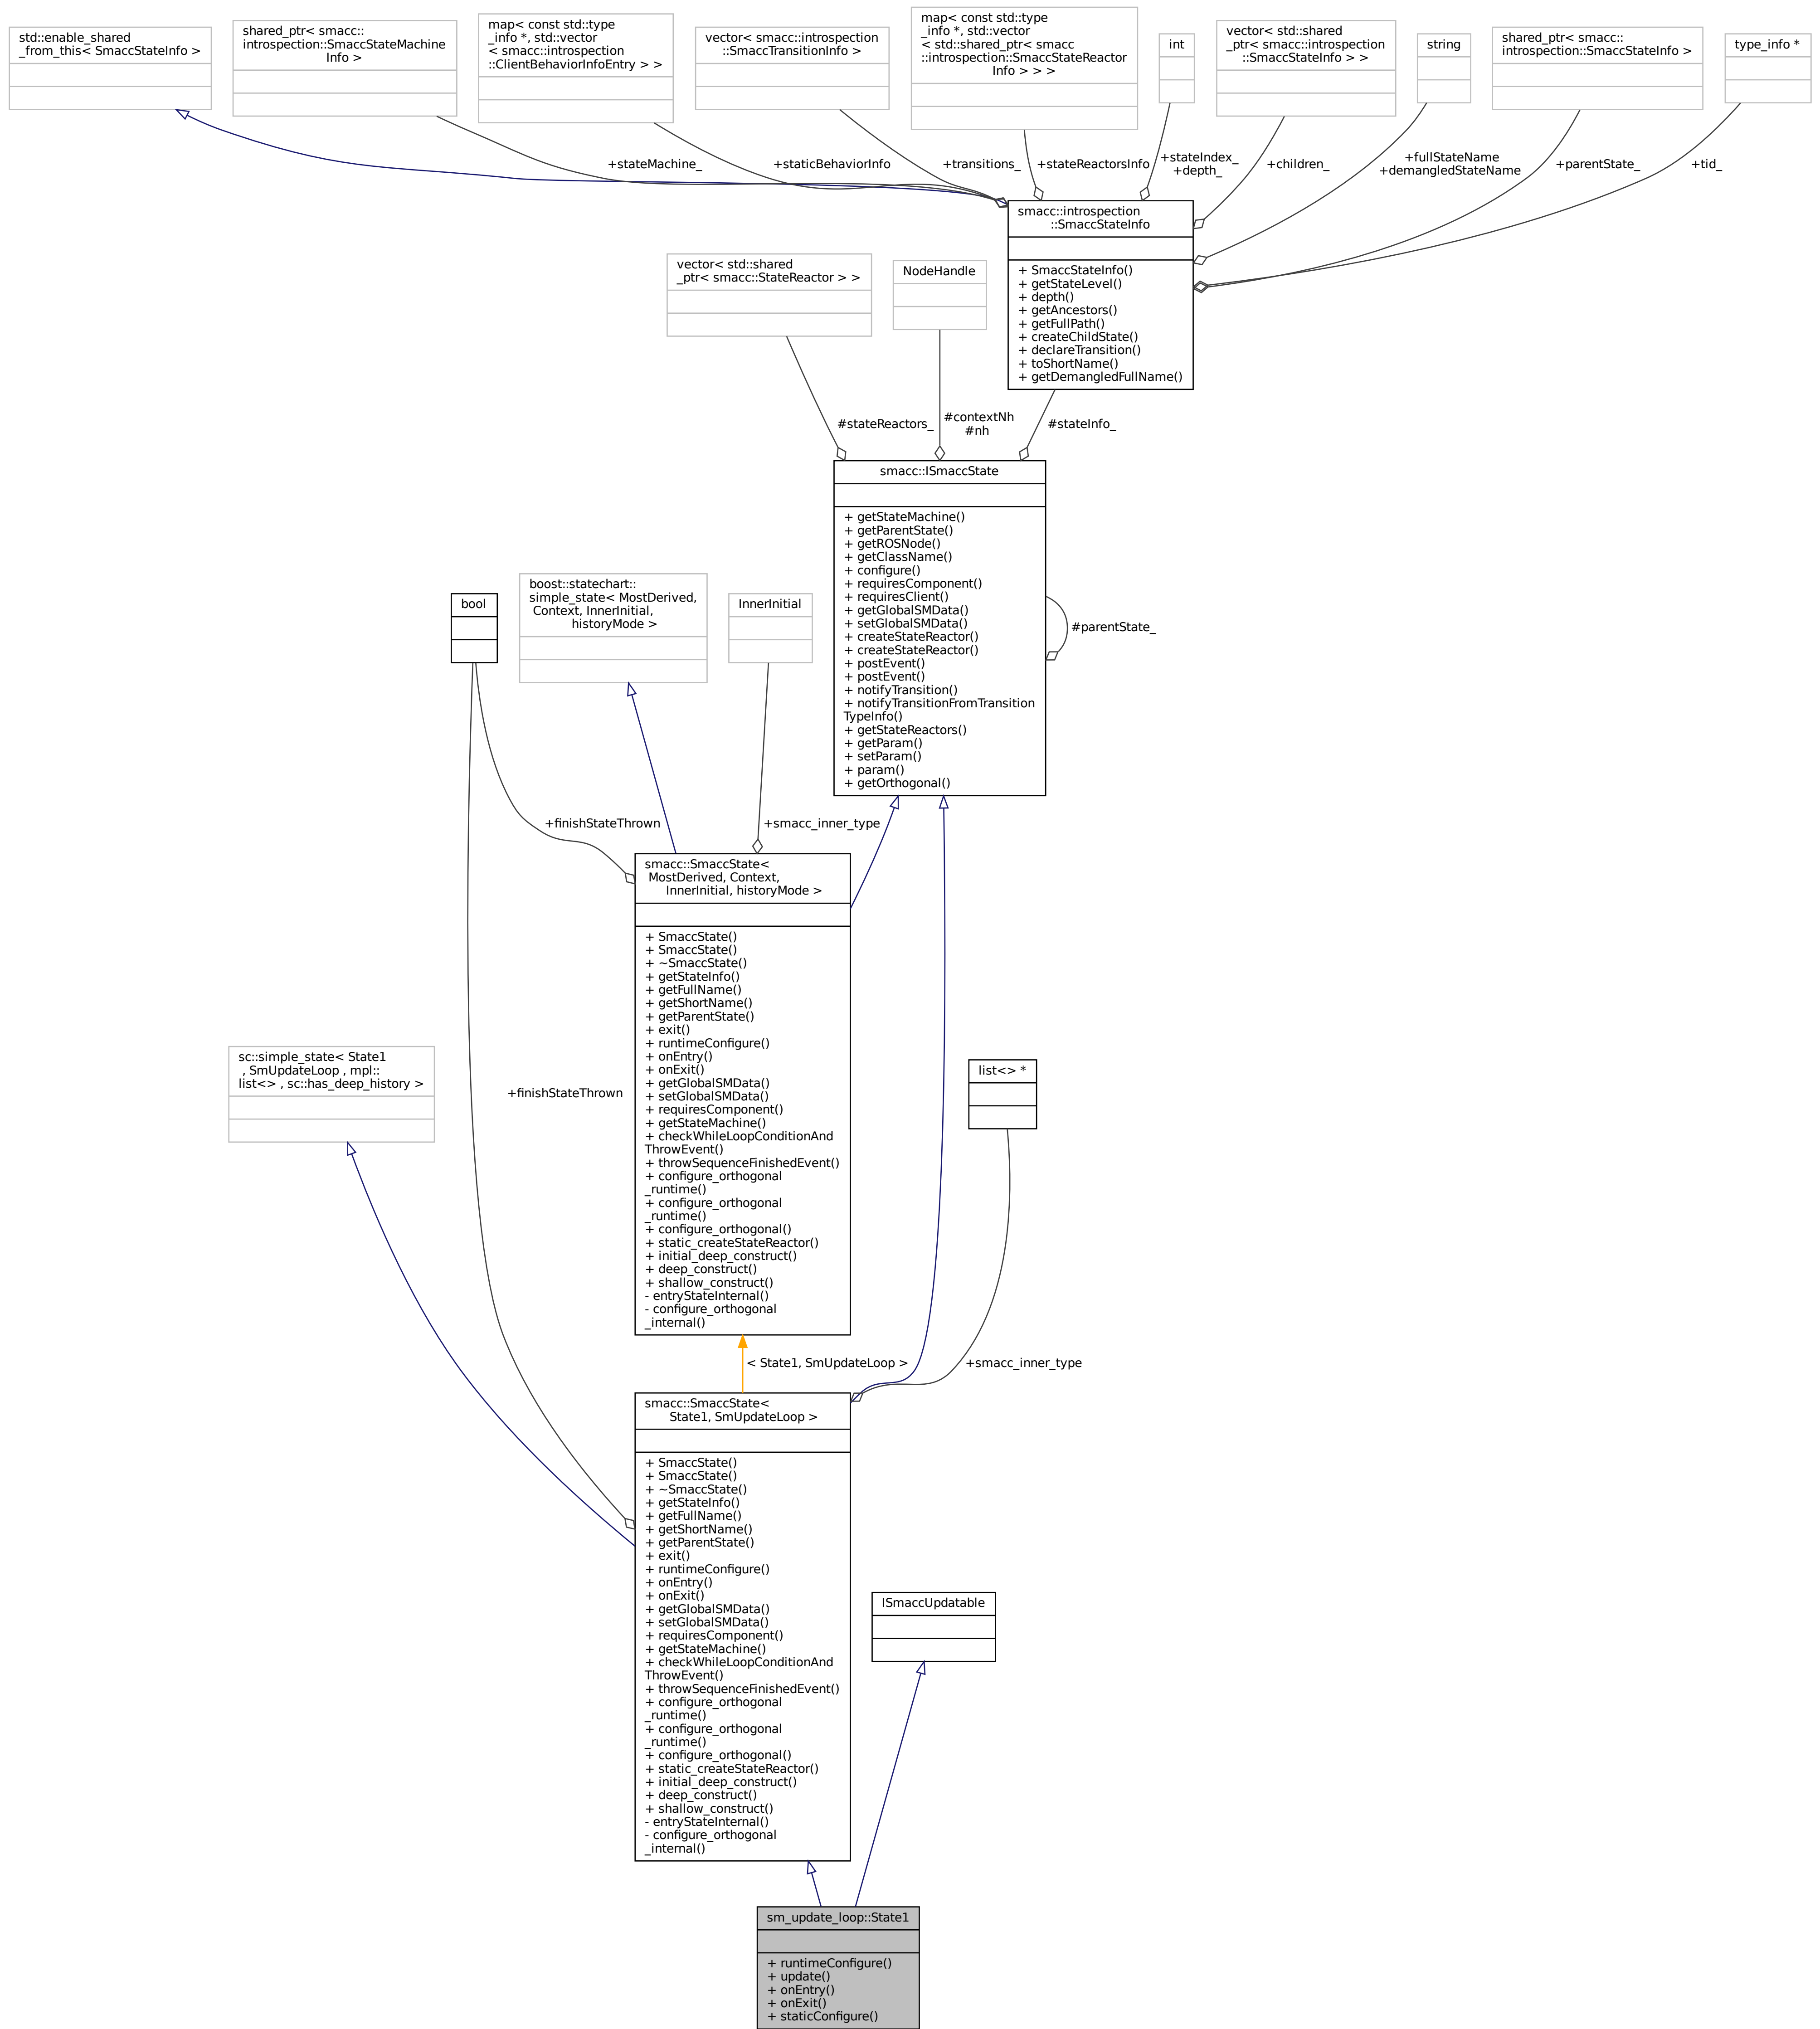 std::enable_shared
_from_this< SmaccStateInfo >
shared_ptr< smacc::
introspection::SmaccStateMachine
Info >
map< const std::type
_info *, std::vector
< smacc::introspection
::ClientBehaviorInfoEntry > >
vector< smacc::introspection
::SmaccTransitionInfo >
map< const std::type
_info *, std::vector
< std::shared_ptr< smacc
::introspection::SmaccStateReactor
Info > > >
int
vector< std::shared
_ptr< smacc::introspection
::SmaccStateInfo > >
string
shared_ptr< smacc::
introspection::SmaccStateInfo >
type_info *
+stateMachine_
+staticBehaviorInfo
+transitions_
+stateReactorsInfo
+stateIndex_
+depth_
+children_
+fullStateName
+demangledStateName
+parentState_
+tid_
smacc::introspection
::SmaccStateInfo
+ SmaccStateInfo()
+ getStateLevel()
+ depth()
+ getAncestors()
+ getFullPath()
+ createChildState()
+ declareTransition()
+ toShortName()
+ getDemangledFullName()
vector< std::shared
_ptr< smacc::StateReactor > >
NodeHandle
#stateReactors_
#contextNh
#nh
#stateInfo_
smacc::ISmaccState
+ getStateMachine()
+ getParentState()
+ getROSNode()
+ getClassName()
+ configure()
+ requiresComponent()
+ requiresClient()
+ getGlobalSMData()
+ setGlobalSMData()
+ createStateReactor()
+ createStateReactor()
+ postEvent()
+ postEvent()
+ notifyTransition()
+ notifyTransitionFromTransition
TypeInfo()
+ getStateReactors()
+ getParam()
+ setParam()
+ param()
+ getOrthogonal()
#parentState_
bool
boost::statechart::
simple_state< MostDerived,
Context, InnerInitial,
historyMode >
InnerInitial
+finishStateThrown
+smacc_inner_type
smacc::SmaccState<
MostDerived, Context,
InnerInitial, historyMode >
+ SmaccState()
+ SmaccState()
+ ~SmaccState()
+ getStateInfo()
+ getFullName()
+ getShortName()
+ getParentState()
+ exit()
+ runtimeConfigure()
+ onEntry()
+ onExit()
+ getGlobalSMData()
+ setGlobalSMData()
+ requiresComponent()
+ getStateMachine()
+ checkWhileLoopConditionAnd
ThrowEvent()
+ throwSequenceFinishedEvent()
+ configure_orthogonal
_runtime()
+ configure_orthogonal
_runtime()
+ configure_orthogonal()
+ static_createStateReactor()
+ initial_deep_construct()
+ deep_construct()
+ shallow_construct()
- entryStateInternal()
- configure_orthogonal
_internal()
sc::simple_state< State1
, SmUpdateLoop , mpl::
list<> , sc::has_deep_history >
+finishStateThrown
list<> *
< State1, SmUpdateLoop >
+smacc_inner_type
smacc::SmaccState<
State1, SmUpdateLoop >
+ SmaccState()
+ SmaccState()
+ ~SmaccState()
+ getStateInfo()
+ getFullName()
+ getShortName()
+ getParentState()
+ exit()
+ runtimeConfigure()
+ onEntry()
+ onExit()
+ getGlobalSMData()
+ setGlobalSMData()
+ requiresComponent()
+ getStateMachine()
+ checkWhileLoopConditionAnd
ThrowEvent()
+ throwSequenceFinishedEvent()
+ configure_orthogonal
_runtime()
+ configure_orthogonal
_runtime()
+ configure_orthogonal()
+ static_createStateReactor()
+ initial_deep_construct()
+ deep_construct()
+ shallow_construct()
- entryStateInternal()
- configure_orthogonal
_internal()
ISmaccUpdatable
sm_update_loop::State1
+ runtimeConfigure()
+ update()
+ onEntry()
+ onExit()
+ staticConfigure()